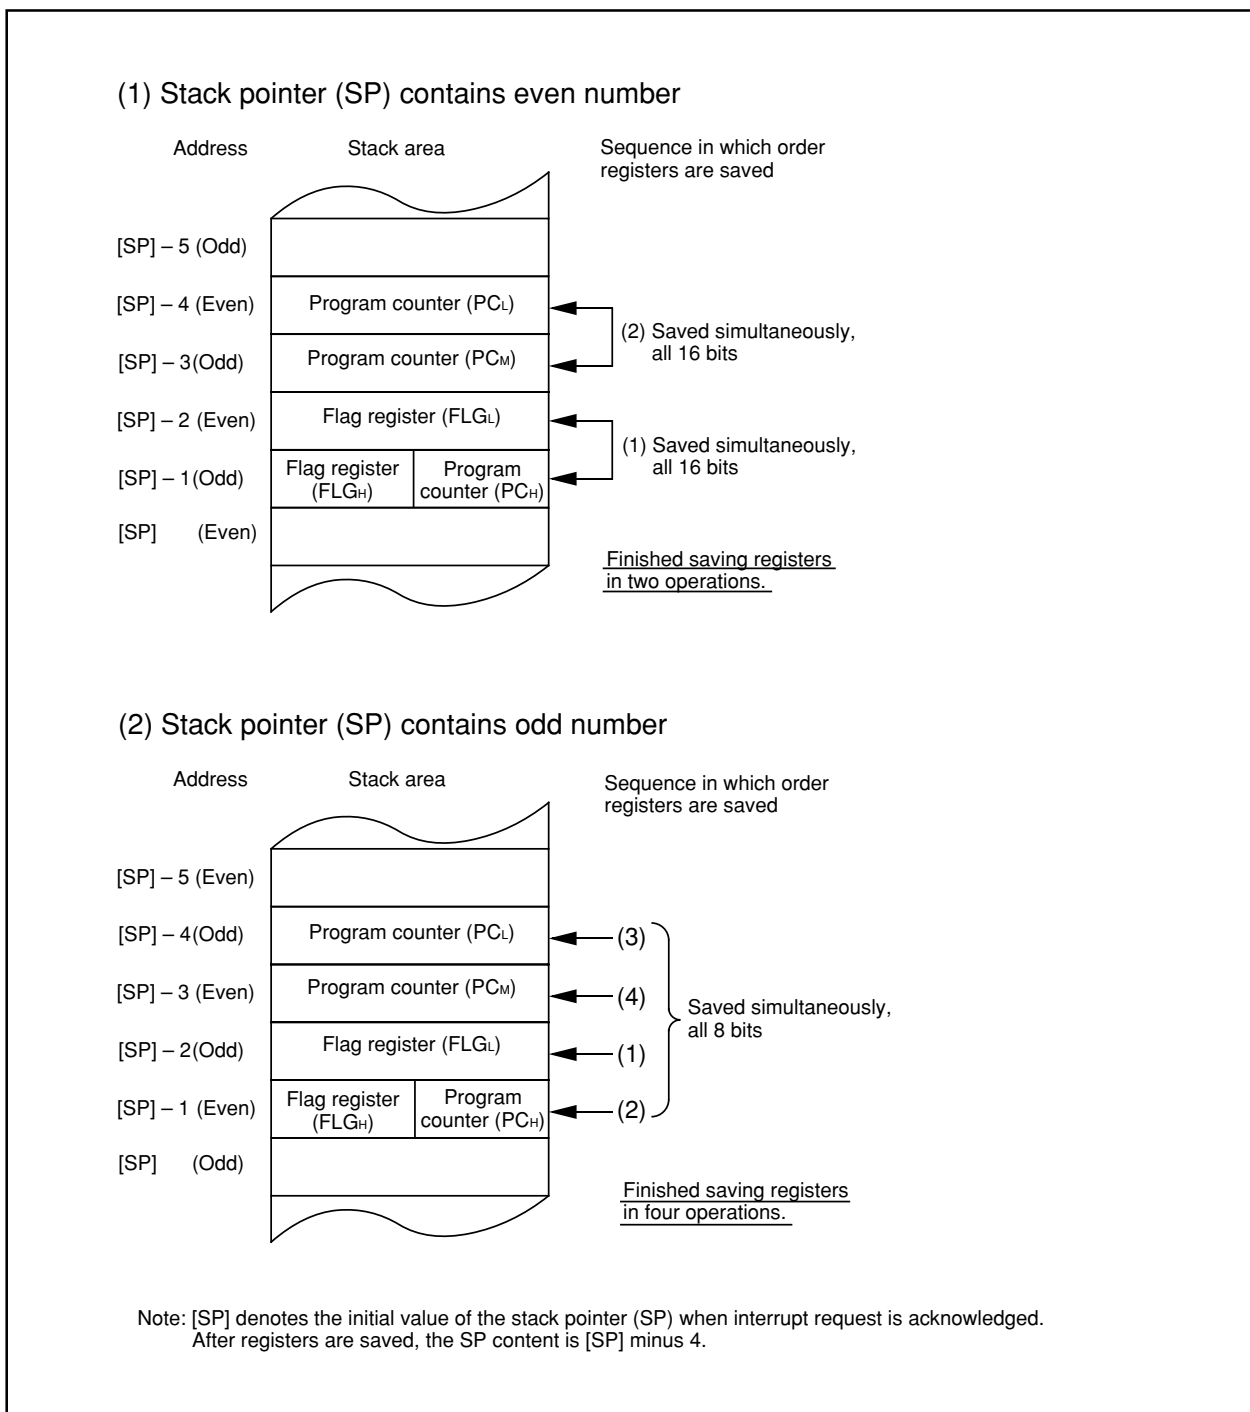 (1) Stack pointer (SP) contains even number
Address
Stack area
Sequence in which order
registers are saved
[SP] – 5 (Odd)
[SP] – 4 (Even)
Program counter (PCL)
[SP] – 3(Odd)
Program counter (PCM)
(2) Saved simultaneously,
all 16 bits
[SP] – 2 (Even)
Flag register (FLGL)
[SP] – 1(Odd)
Flag register
(FLGH)
Program
counter (PCH)
(1) Saved simultaneously,
all 16 bits
[SP] (Even)
Finished saving registers
in two operations.
(2) Stack pointer (SP) contains odd number
Address
Stack area
Sequence in which order
registers are saved
[SP] – 5 (Even)
[SP] – 4(Odd)
Program counter (PCL)
(3)
[SP] – 3 (Even)
Program counter (PCM)
(4)
Saved simultaneously,
all 8 bits
[SP] – 2(Odd)
Flag register (FLGL)
(1)
[SP] – 1 (Even)
Flag register
(FLGH)
Program
counter (PCH)
(2)
[SP] (Odd)
Finished saving registers
in four operations.
Note: [SP] denotes the initial value of the stack pointer (SP) when interrupt request is acknowledged.
After registers are saved, the SP content is [SP] minus 4.